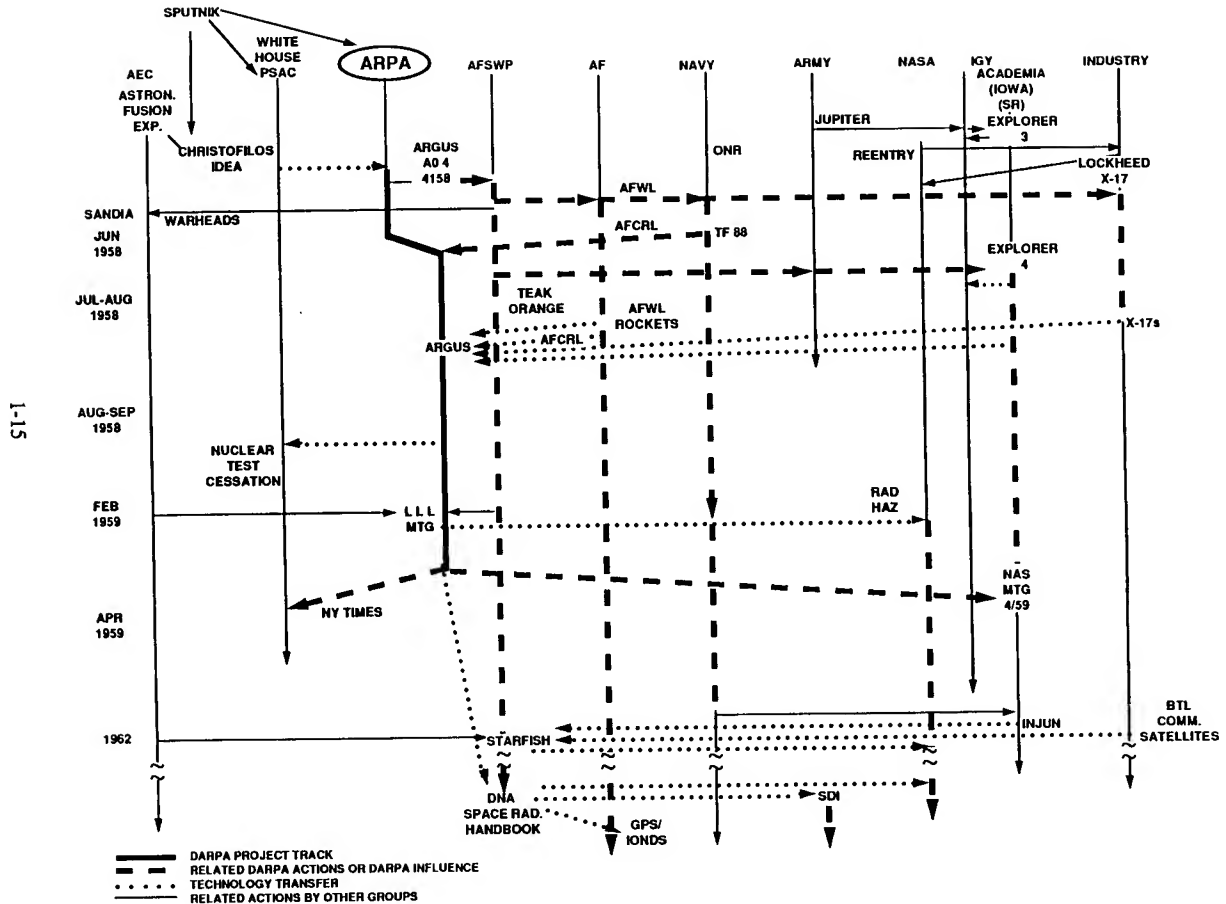 SPUTNIK
WHITE
HOUSE
PSAC
ARPA
AFSWP
AF
NAVY
ARMY
NASA
IGY
ACADEMIA
(IOWA)
(SR)
INDUSTRY
AEC
ASTRON.
FUSION
EXP.
CHRISTOFILOS
IDEA
ARGUS
A0 4
4158
JUPITER
EXPLORER
3
ONR
REENTRY
LOCKHEED
X-17
AFWL
SANDIA
WARHEADS
JUN
1958
AFCRL
TF 88
EXPLORER
4
JUL-AUG
1958
TEAK
ORANGE
AFWL
ROCKETS
X-17s
ARGUS
AFCRL
AUG-SEP
1958
1-15
NUCLEAR
TEST
CESSATION
FEB
1959
L L L
MTG
RAD
HAZ
NAS
MTG
4/59
NY TIMES
APR
1959
INJUN
BTL
COMM.
SATELLITES
1962
STARFISH
DNA
SPACE RAD.
HANDBOOK
SDI
GPS/
IONDS
DARPA PROJECT TRACK
RELATED DARPA ACTIONS OR DARPA INFLUENCE
TECHNOLOGY TRANSFER
RELATED ACTIONS BY OTHER GROUPS